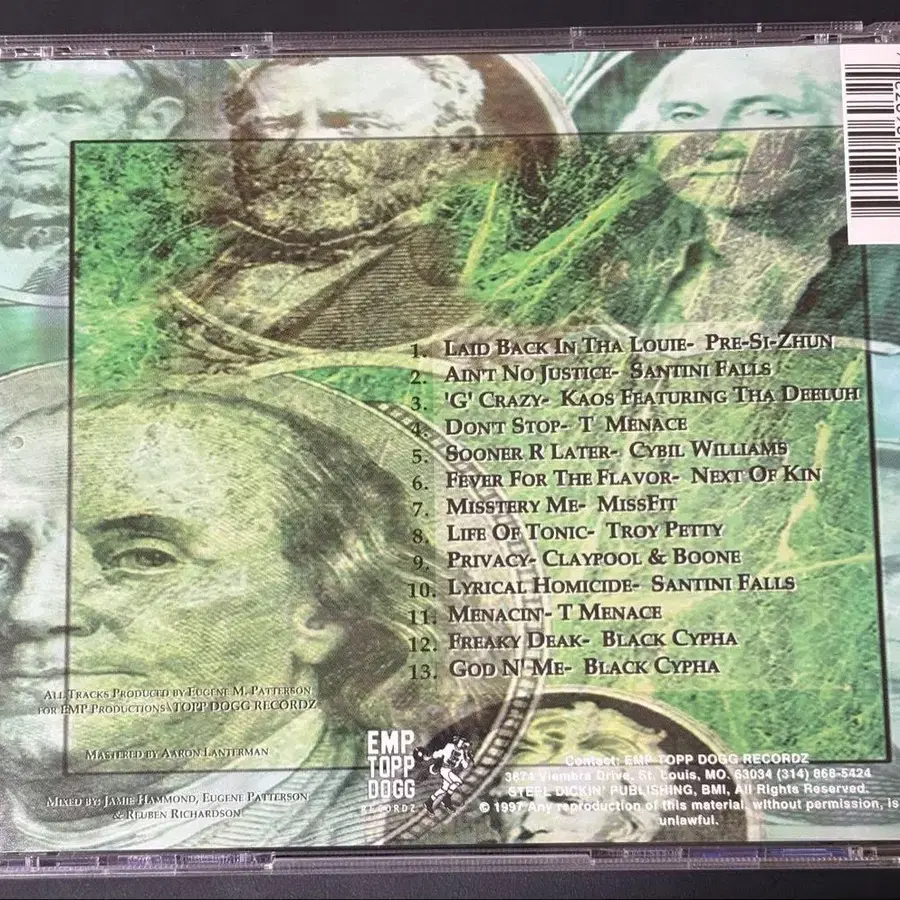 1. LAID BACK IN THA LOUIE- PRE-SI-ZHUN
2. AIN'T NO JUSTICE- SANTINI FALLS
3. 'G' CRAZY- KAOS FEATURING THA DEELUH
4. DON'T STOP- T MENACE
5. SOONER R LATER- CYBIL WILLIAMS
6. FEVER FOR THE FLAVOR- NEXT OF KIN
7. MISSTERY ME- MISSFIT
8. LIFE OF TONIC- TROY PETTY
9. PRIVACY- CLAYPOOL & BOONE
10. LYRICAL HOMICIDE- SANTINI FALLS
11. MENACIN'- T MENACE
12. FREAKY DEAK- BLACK CYPHA
13. GOD N' ME- BLACK CYPHA
ALL TRACKS PRODUCED BY EUGENE M. PATTERSON
FOR EMP PRODUCTIONS\TOPP DOGG RECORDZ
MASTERED BY AARON LANTERMAN
MIXED BY: JAMIE HAMMOND, EUGENE PATTERSON
& REUBEN RICHARDSON
EMP
TOPP
DOGG
RECORDZ
Contact: EMP TOPP DOGG RECORDZ
3874 Viembra Drive, St. Louis, MO. 63034 (314) 868-5424
STEEL DICKIN' PUBLISHING, BMI, All Rights Reserved.
© 1997 Any reproduction of this material, without permission, is
unlawful.